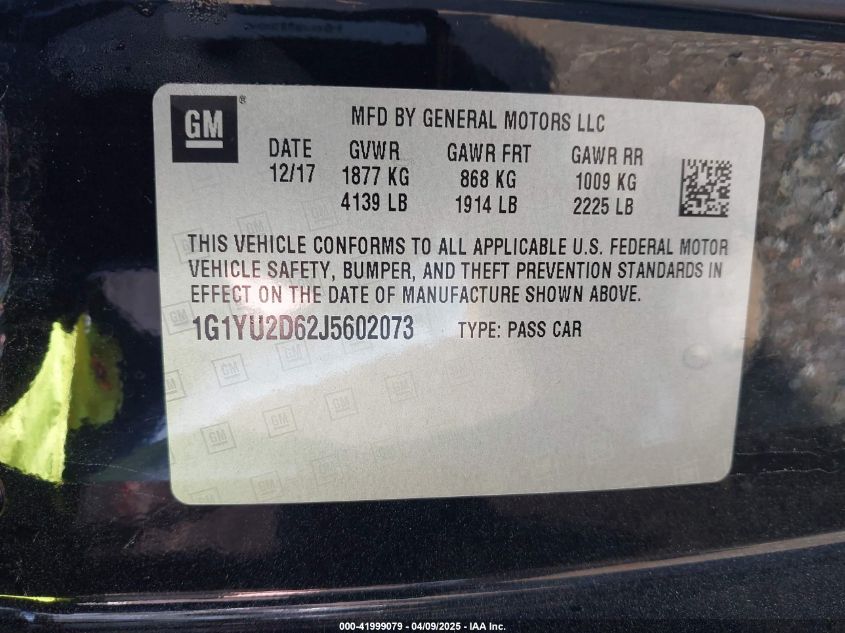 GM ®
MFD BY GENERAL MOTORS LLC
DATE GVWR GAWR FRT GAWR RR
12/17 1877 KG 868 KG 1009 KG
4139 LB 1914 LB 2225 LB
THIS VEHICLE CONFORMS TO ALL APPLICABLE U.S. FEDERAL MOTOR
VEHICLE SAFETY, BUMPER, AND THEFT PREVENTION STANDARDS IN
EFFECT ON THE DATE OF MANUFACTURE SHOWN ABOVE.
1G1YU2D62J5602073 TYPE: PASS CAR
000-41999079 | 04/09/2025 - IAA Inc.